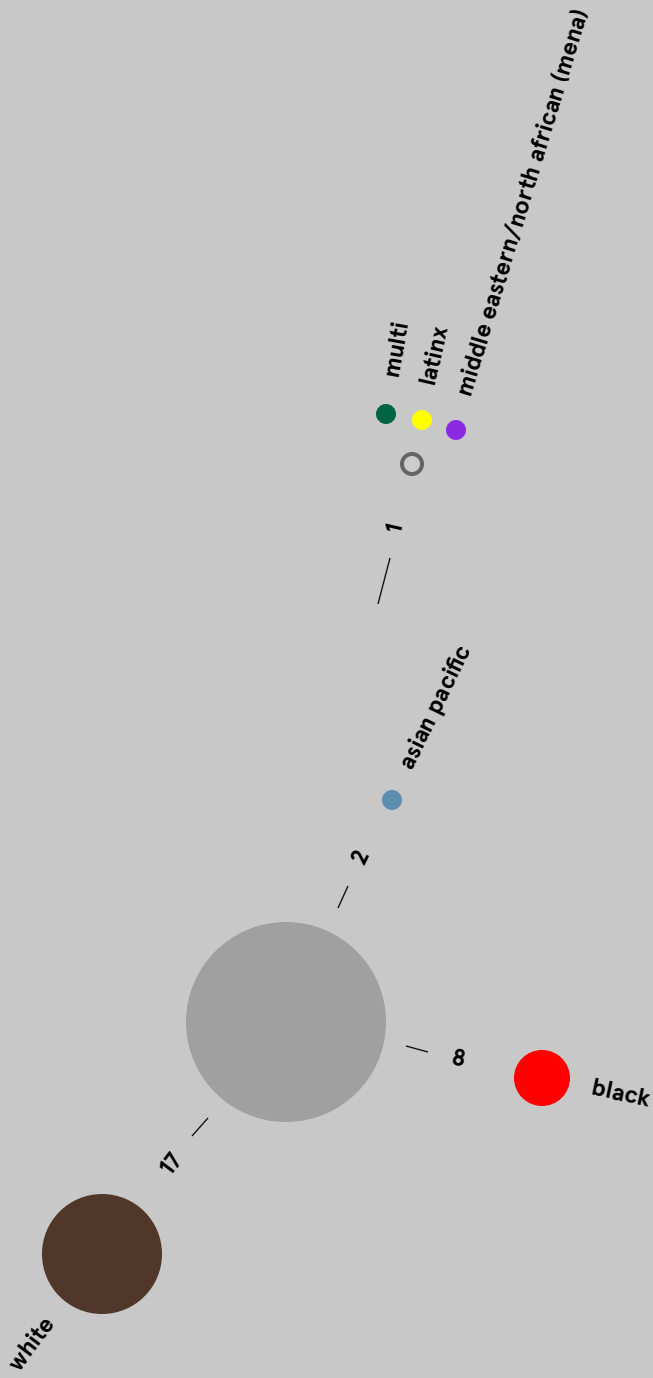 middle eastern/north african (mena)
multi
latinx
1
asian pacific
2
8
black
17
white